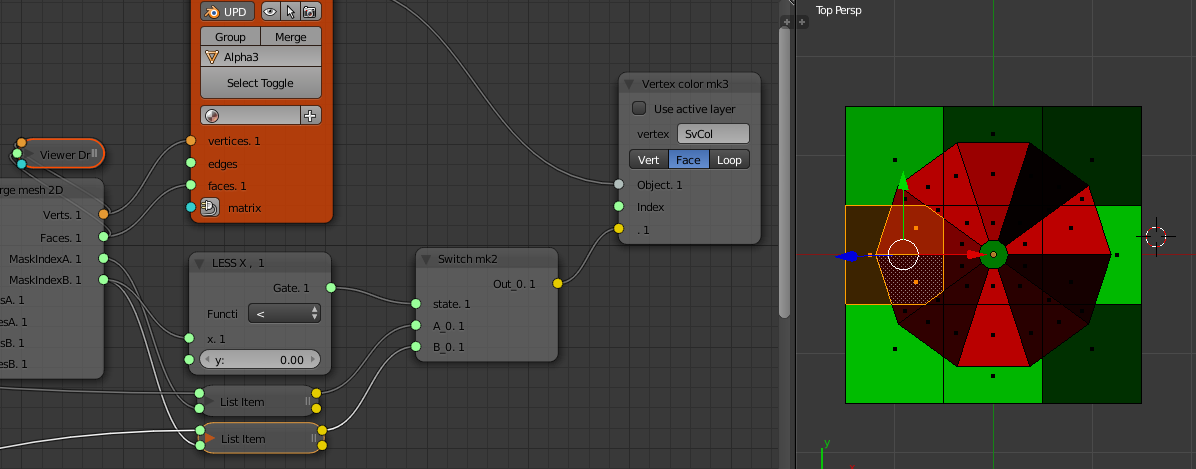 UPD
Group Merge
Alpha3
Select Toggle
vertices. 1
edges
faces. 1
matrix
Viewer Dr
rge mesh 2D
Verts. 1
Faces. 1
MaskIndexA. 1
MaskIndexB. 1
sA. 1
esA. 1
sB. 1
esB. 1
LESS X , 1
Gate. 1
Functi <
x. 1
y: 0.00
List Item
List Item
Switch mk2
Out_0. 1
state. 1
A_0. 1
B_0. 1
Vertex color mk3
Use active layer
vertex SvCol
Vert Face Loop
Object. 1
Index
. 1
Top Persp
y